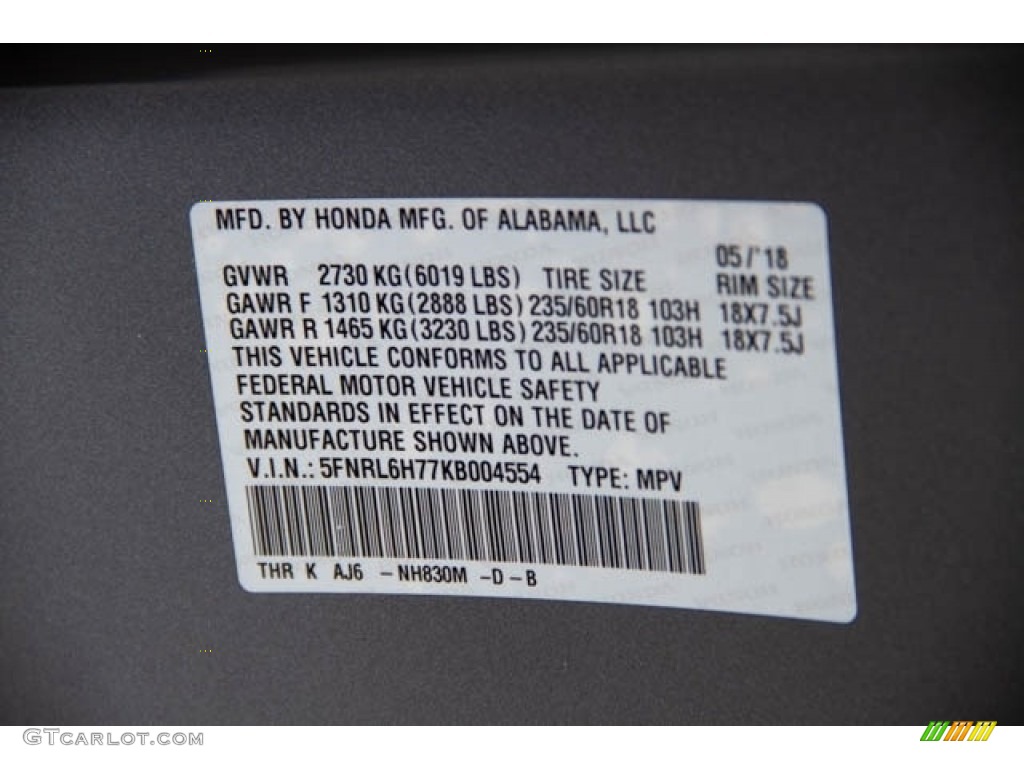 MFD. BY HONDA MFG. OF ALABAMA, LLC
05/'18
GVWR 2730 KG(6019 LBS) TIRE SIZE RIM SIZE
GAWR F 1310 KG(2888 LBS) 235/60R18 103H 18X7.5J
GAWR R 1465 KG(3230 LBS) 235/60R18 103H 18X7.5J
THIS VEHICLE CONFORMS TO ALL APPLICABLE
FEDERAL MOTOR VEHICLE SAFETY
STANDARDS IN EFFECT ON THE DATE OF
MANUFACTURE SHOWN ABOVE.
V.I.N.: 5FNRL6H77KB004554 TYPE: MPV
THR K AJ6 -NH830M -D-B
GTCarlot.com